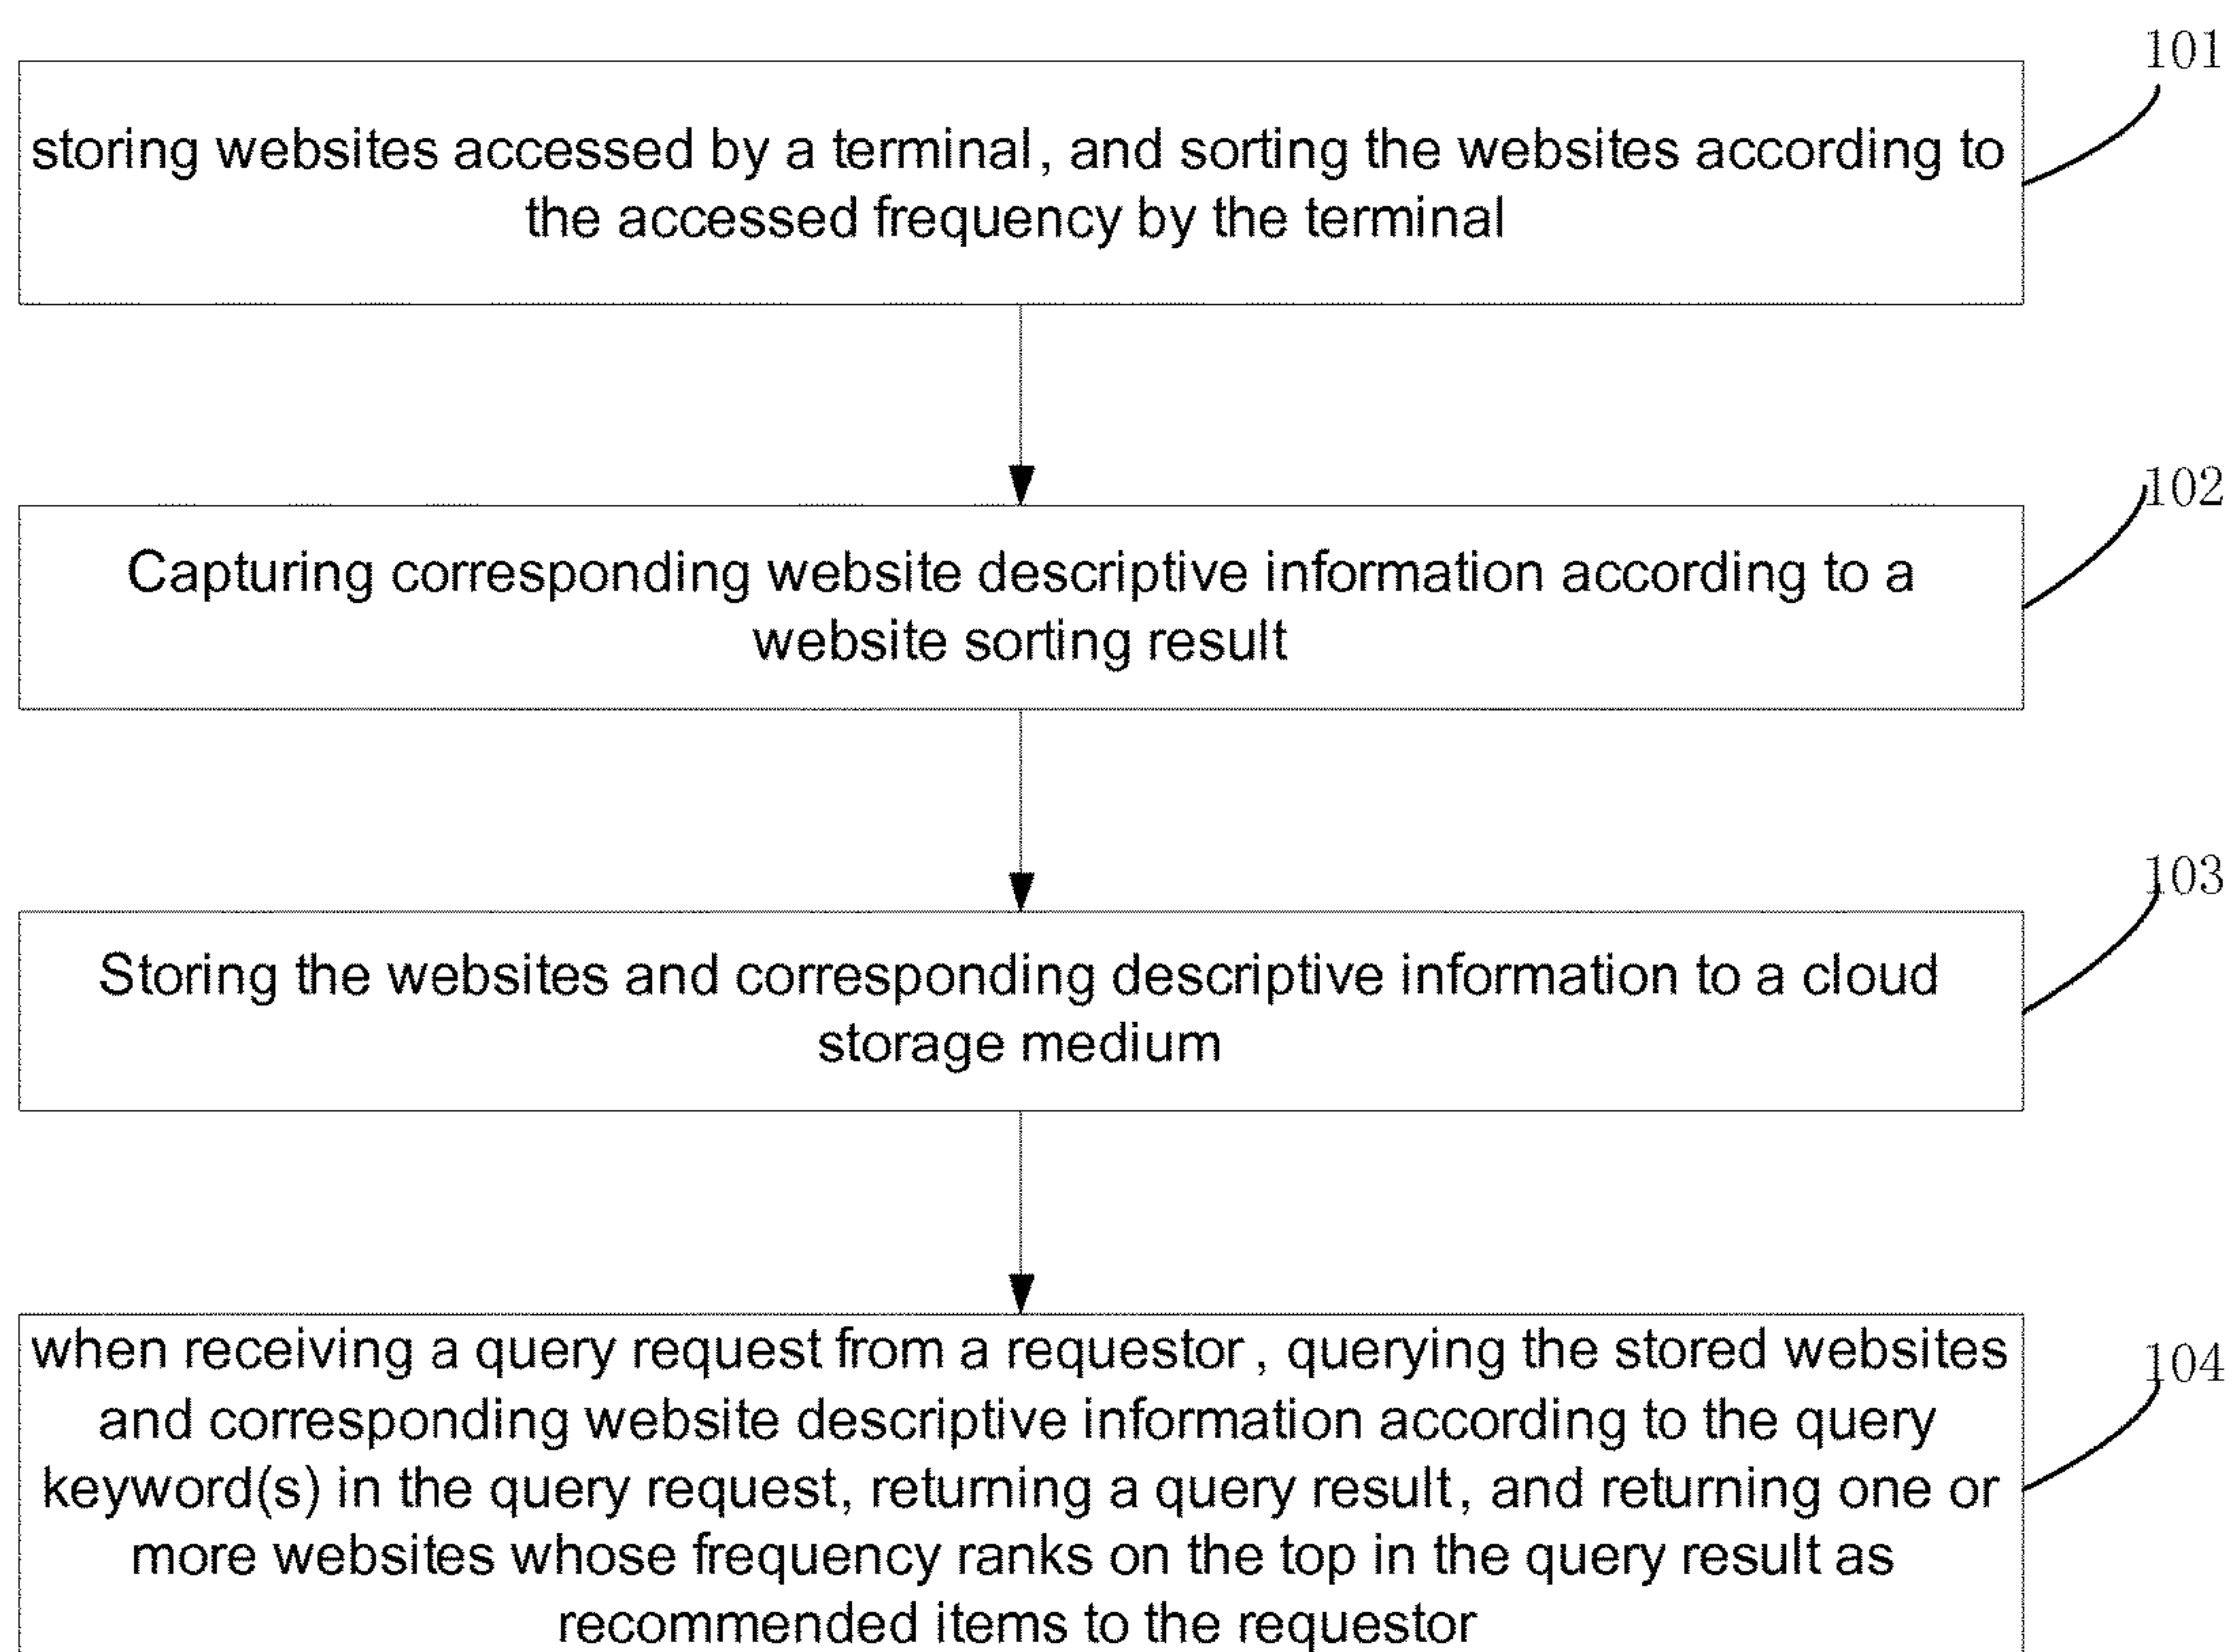 101
storing websites accessed by a terminal, and sorting the websites according to
the accessed frequency by the terminal
102
Capturing corresponding website descriptive information according to a
website sorting result
103
Storing the websites and corresponding descriptive information to a cloud
storage medium
104
when receiving a query request from a requestor, querying the stored websites
and corresponding website descriptive information according to the query
keyword(s) in the query request, returning a query result, and returning one or
more websites whose frequency ranks on the top in the query result as
recommended items to the requestor